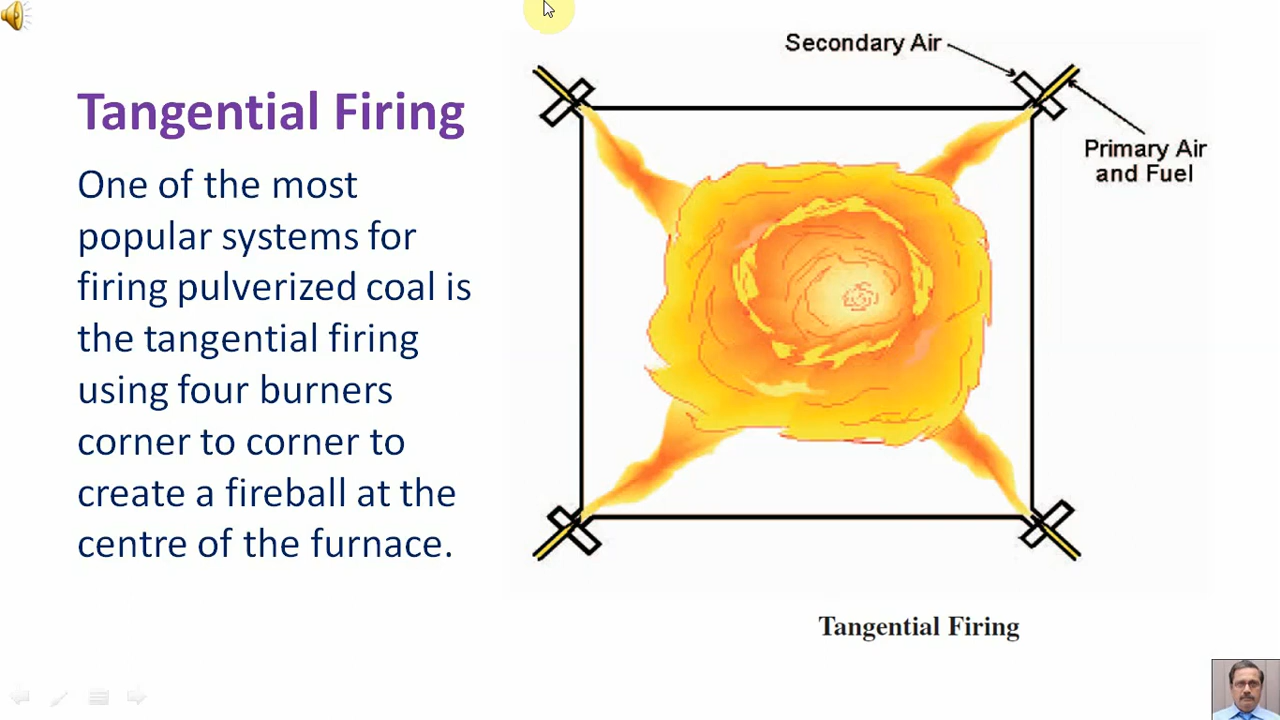 Tangential Firing
One of the most
popular systems for
firing pulverized coal is
the tangential firing
using four burners
corner to corner to
create a fireball at the
centre of the furnace.
Secondary Air
Primary Air
and Fuel
Tangential Firing